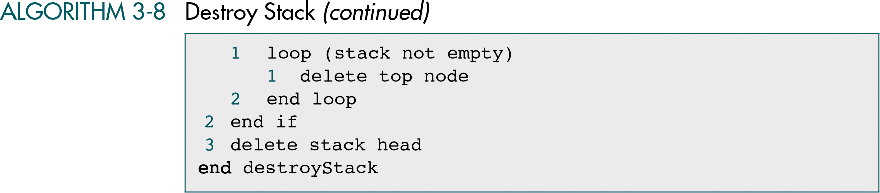 ALGORITHM 3-8 Destroy Stack (continued)
1 loop (stack not empty)
1 delete top node
2 end loop
2 end if
3 delete stack head
end destroyStack